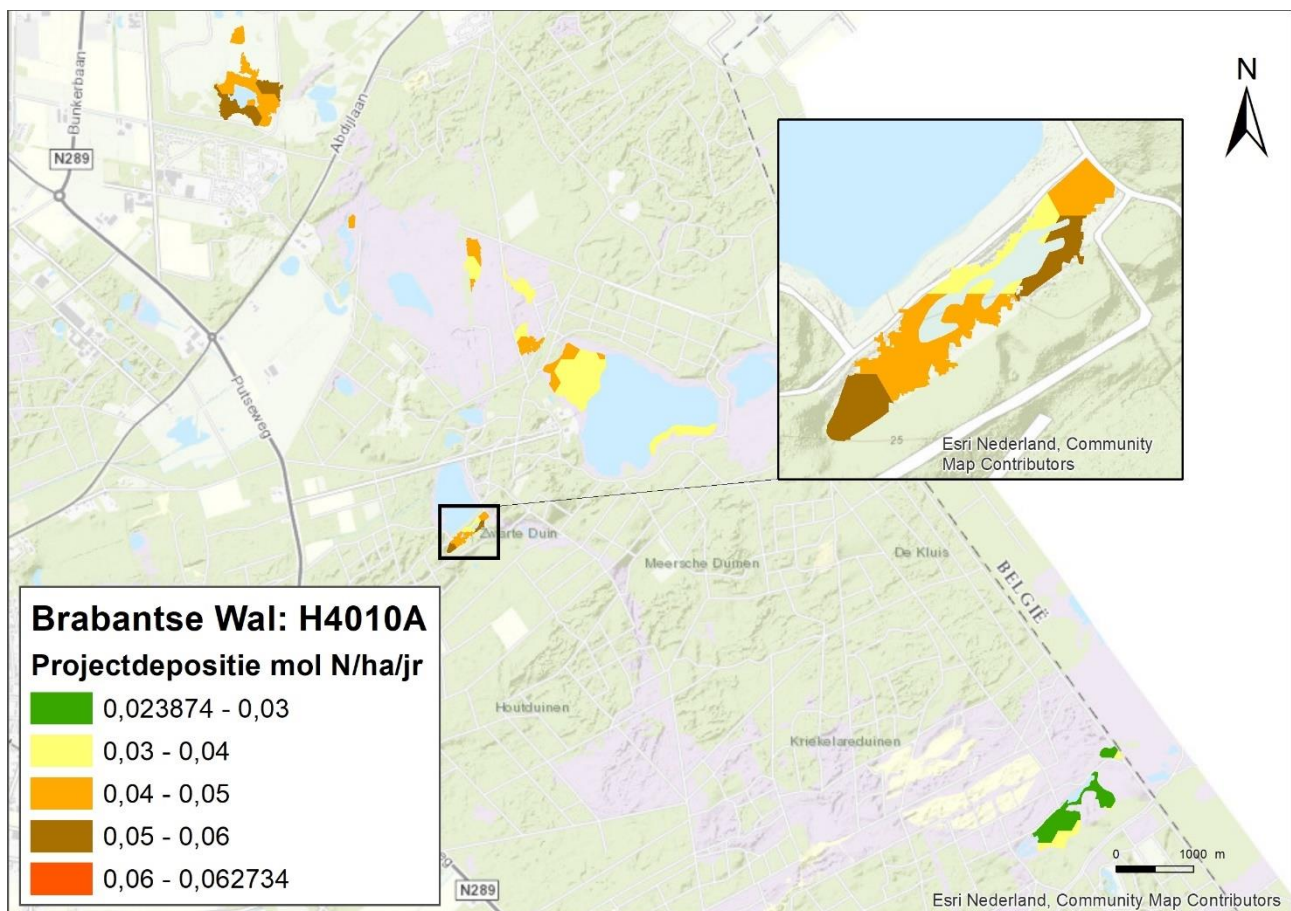 N
Bunkerbaan
Abdijlaan
N289
Putseweg
25
Esri Nederland, Community
Map Contributors
Zwarte Duin
Meersche Duinen
De Kluis
BELGIË
Brabantse Wal: H4010A
Projectdepositie mol N/ha/jr
0,023874 - 0,03
0,03 - 0,04
0,04 - 0,05
0,05 - 0,06
0,06 - 0,062734
Houtduinen
Kriekelareduinen
0 1000 m
N289
Esri Nederland, Community Map Contributors